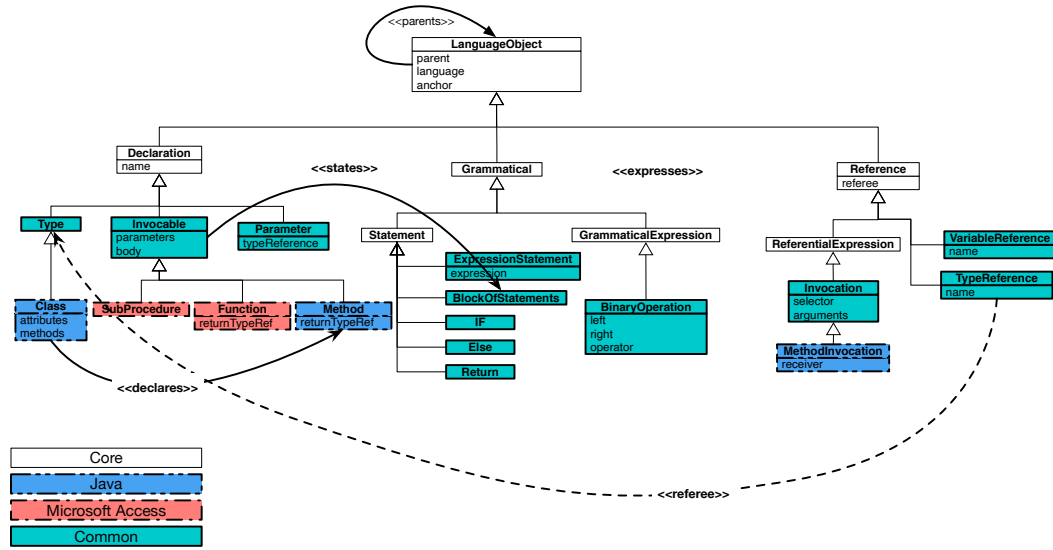 <<parents>>
LanguageObject
parent
language
anchor
Declaration
name
<<states>>
Grammatical
<<expresses>>
Reference
referee
Type
Invocable
parameters
body
Parameter
typeReference
Statement
GrammaticalExpression
ReferentialExpression
VariableReference
name
ExpressionStatement
expression
TypeReference
name
Class
attributes
methods
SubProcedure
Function
returnTypeRef
Method
returnTypeRef
BlockOfStatements
BinaryOperation
left
right
operator
Invocation
selector
arguments
IF
Else
Return
MethodInvocation
receiver
<<declares>>
<<referee>>
Core
Java
Microsoft Access
Common